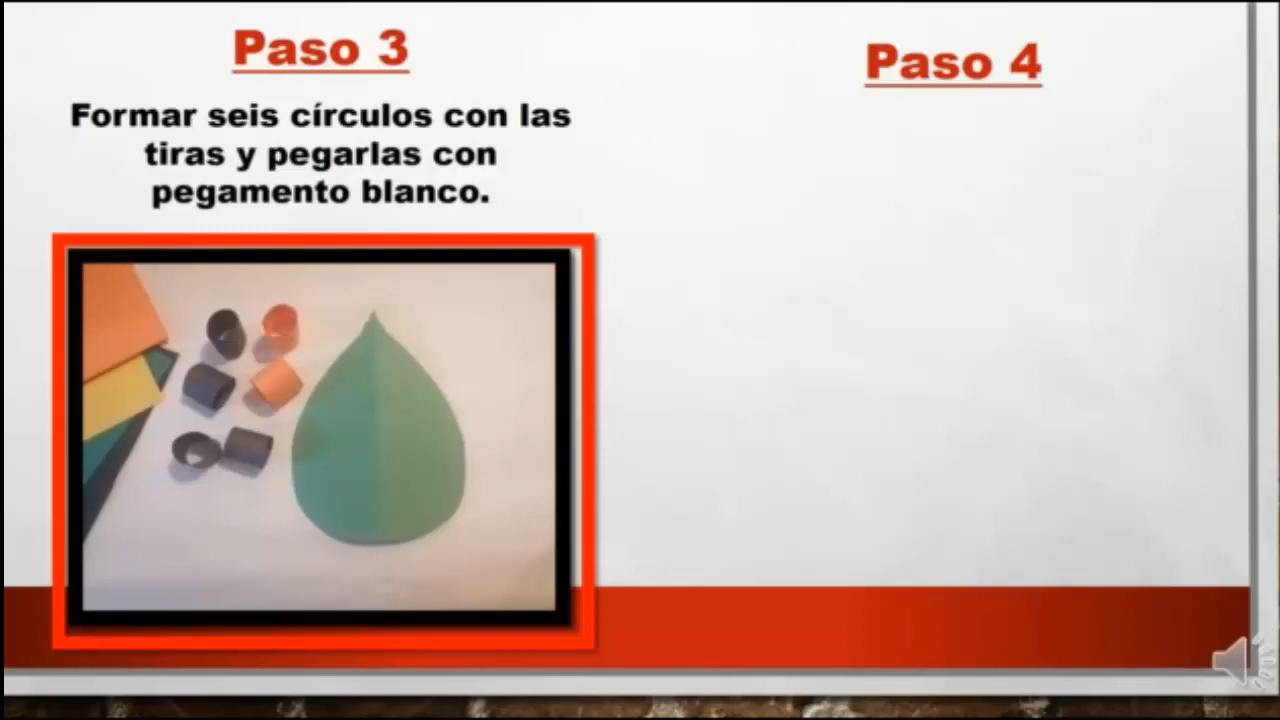 Paso 3
Formar seis círculos con las
tiras y pegarlas con
pegamento blanco.
Paso 4